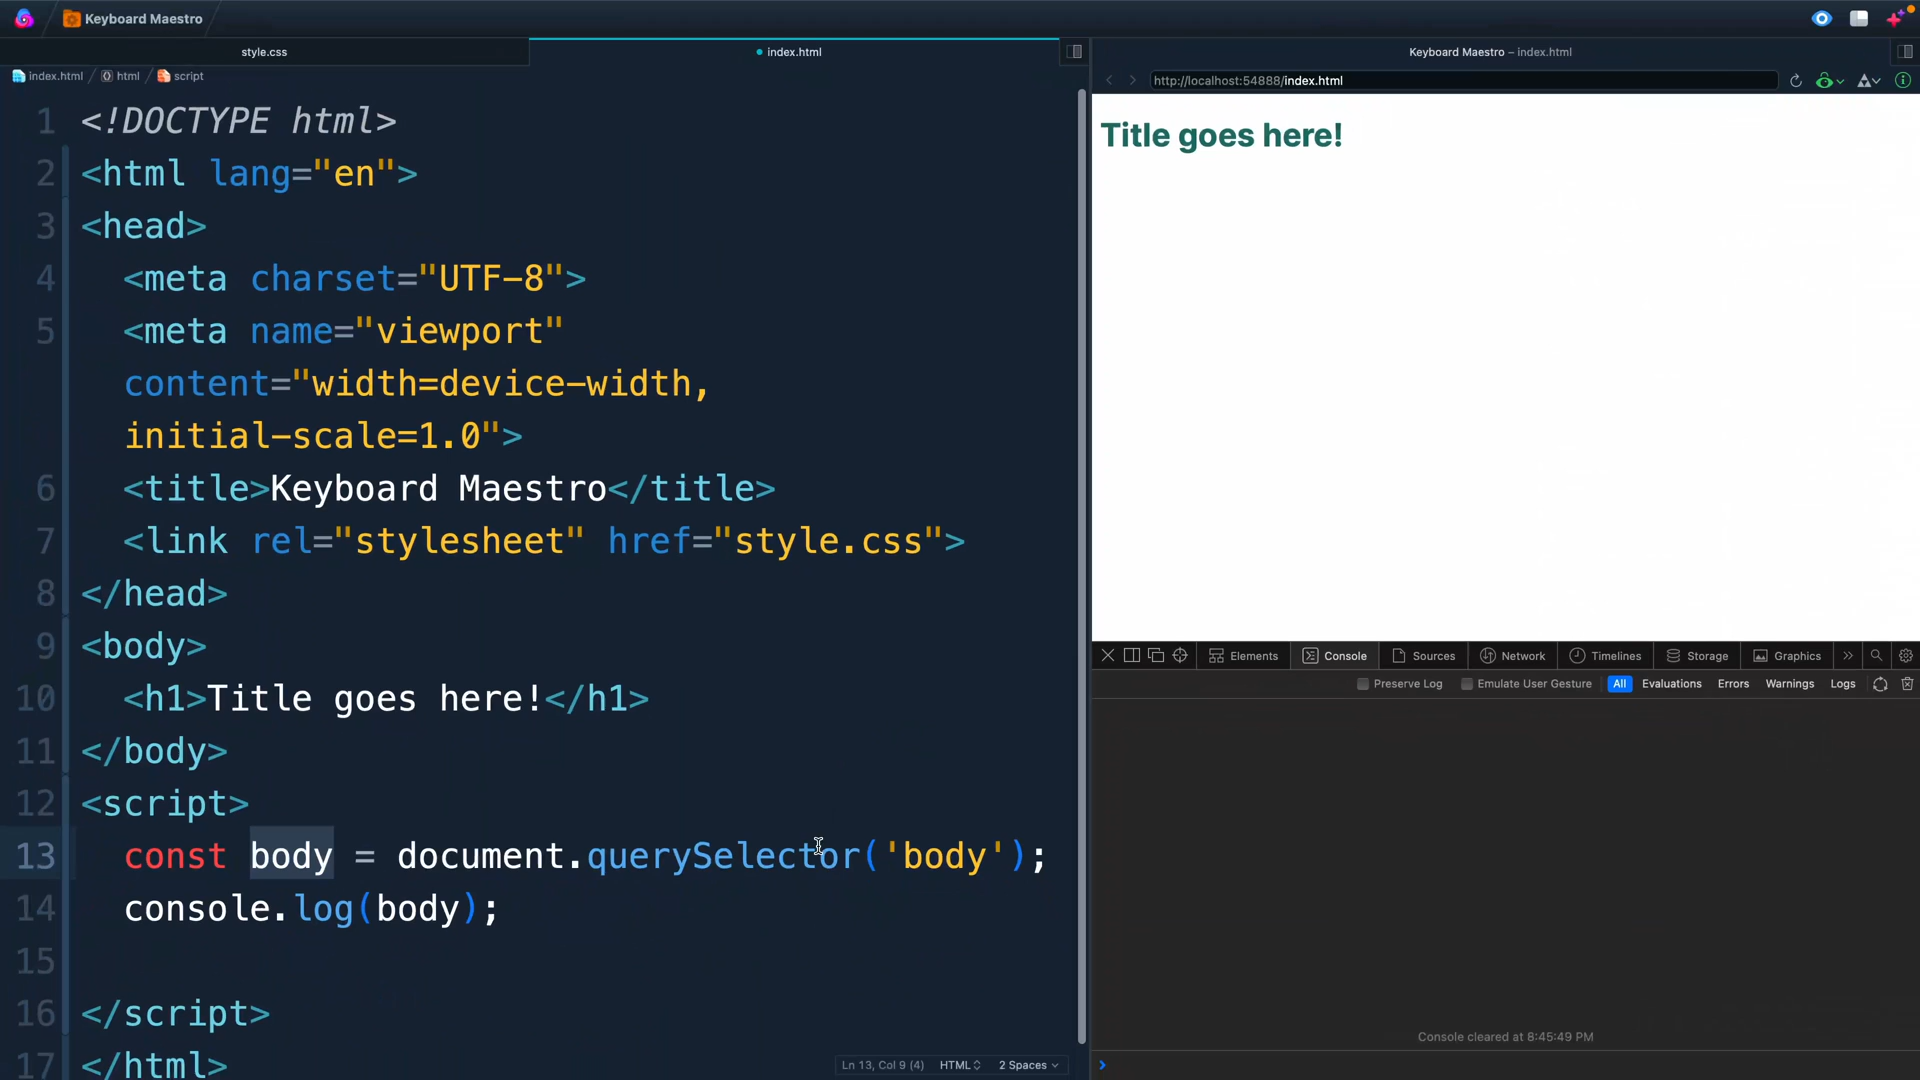 Keyboard Maestro
style.css
index.html
index.html html script
1 <!DOCTYPE html>
2 <html lang="en">
3 <head>
4 <meta charset="UTF-8">
5 <meta name="viewport"
content="width=device-width,
initial-scale=1.0">
6 <title>Keyboard Maestro</title>
7 <link rel="stylesheet" href="style.css">
8 </head>
9 <body>
10 <h1>Title goes here!</h1>
11 </body>
12 <script>
13 const body = document.querySelector('body');
14 console.log(body);
15
16 </script>
17 </html>
Ln 13, Col 9 (4) HTML 2 Spaces
Keyboard Maestro – index.html
http://localhost:54888/index.html
Title goes here!
Elements Console Sources Network Timelines Storage Graphics
Preserve Log Emulate User Gesture All Evaluations Errors Warnings Logs
Console cleared at 8:45:49 PM